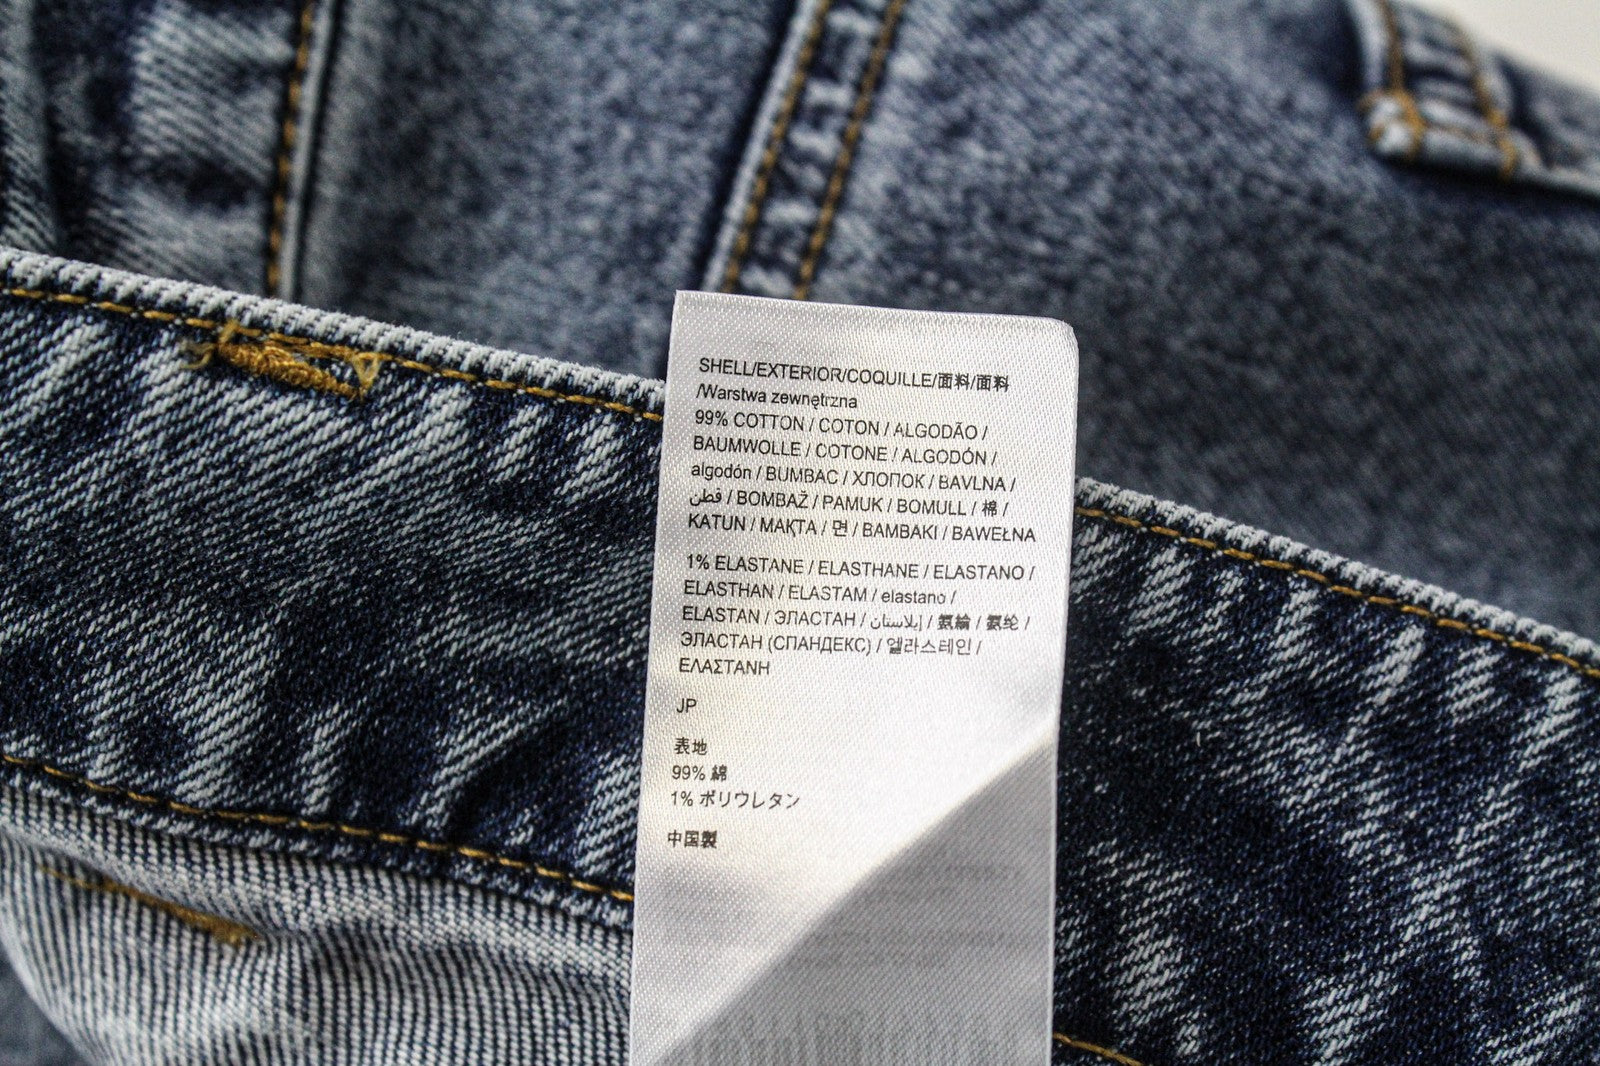 SHELL/EXTERIOR/COQUILLE/面料/面料
/Warstwa zewnętrzna
99% COTTON / COTON / ALGODÃO /
BAUMWOLLE / COTONE / ALGODÓN /
algodón / BUMBAC / ХЛОПОК / BAVLNA /
قطن / BOMBAŽ / PAMUK / BOMULL / 棉 /
KATUN / МАҚТА / 면 / ΒΑΜΒΑΚΙ / BAWEŁNA
1% ELASTANE / ELASTHANE / ELASTANO /
ELASTHAN / ELASTAM / elastano /
ELASTAN / ЭЛАСТАН / إيلاستان / 氨綸 / 氨纶 /
ЭЛАСТАН (СПАНДЕКС) / 엘라스테인 /
ΕΛΑΣΤΑΝΗ
JP
表地
99% 綿
1% ポリウレタン
中国製